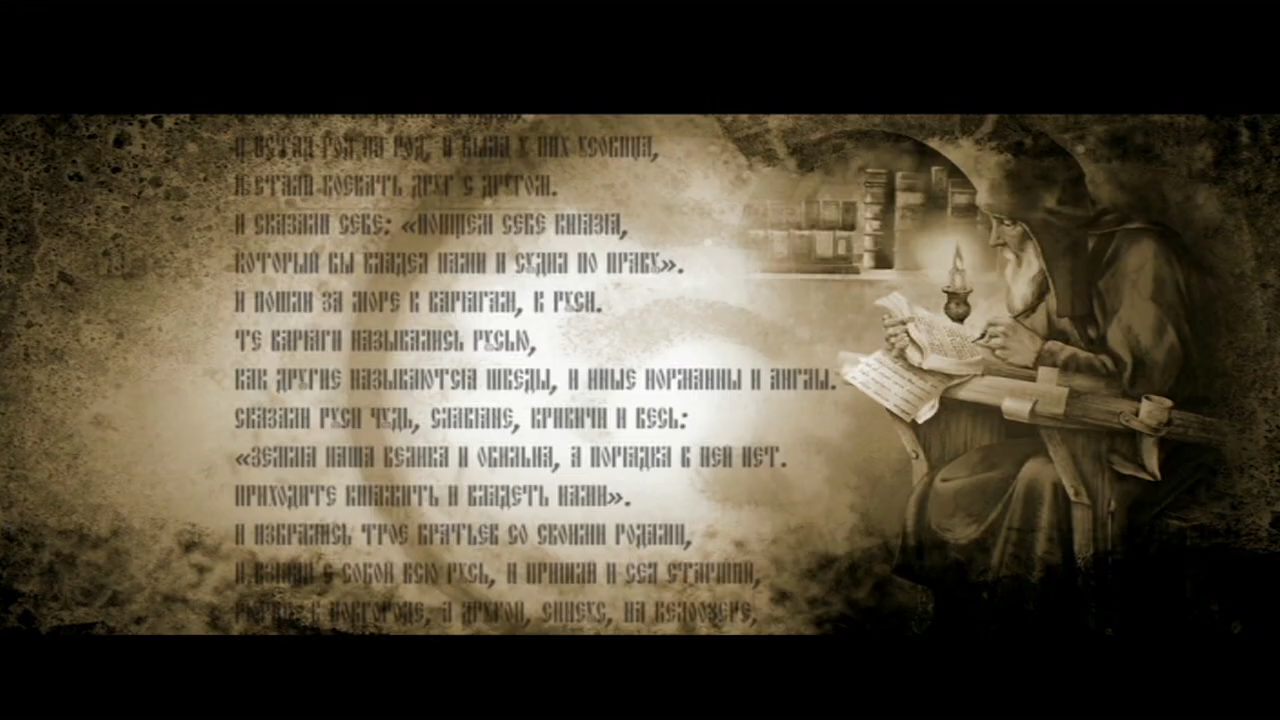 и встал род на род, и была у них усобица,
и стали воевать друг с другом.
и сказали себе: «поищем себе князя,
который бы владел нами и судил по праву».
и пошли за море к варягам, к руси.
те варяги назывались русью,
как другие называются шведы, и иные норманны и англы.
сказали руси чудь, славяне, кривичи и весь:
«земля наша велика и обильна, а порядка в ней нет.
приходите княжить и владеть нами».
и избрались трое братьев со своими родами,
и взяли с собой всю русь, и пришли и сел старший,
рюрик в новгороде, а другой, синеус, на белоозере,